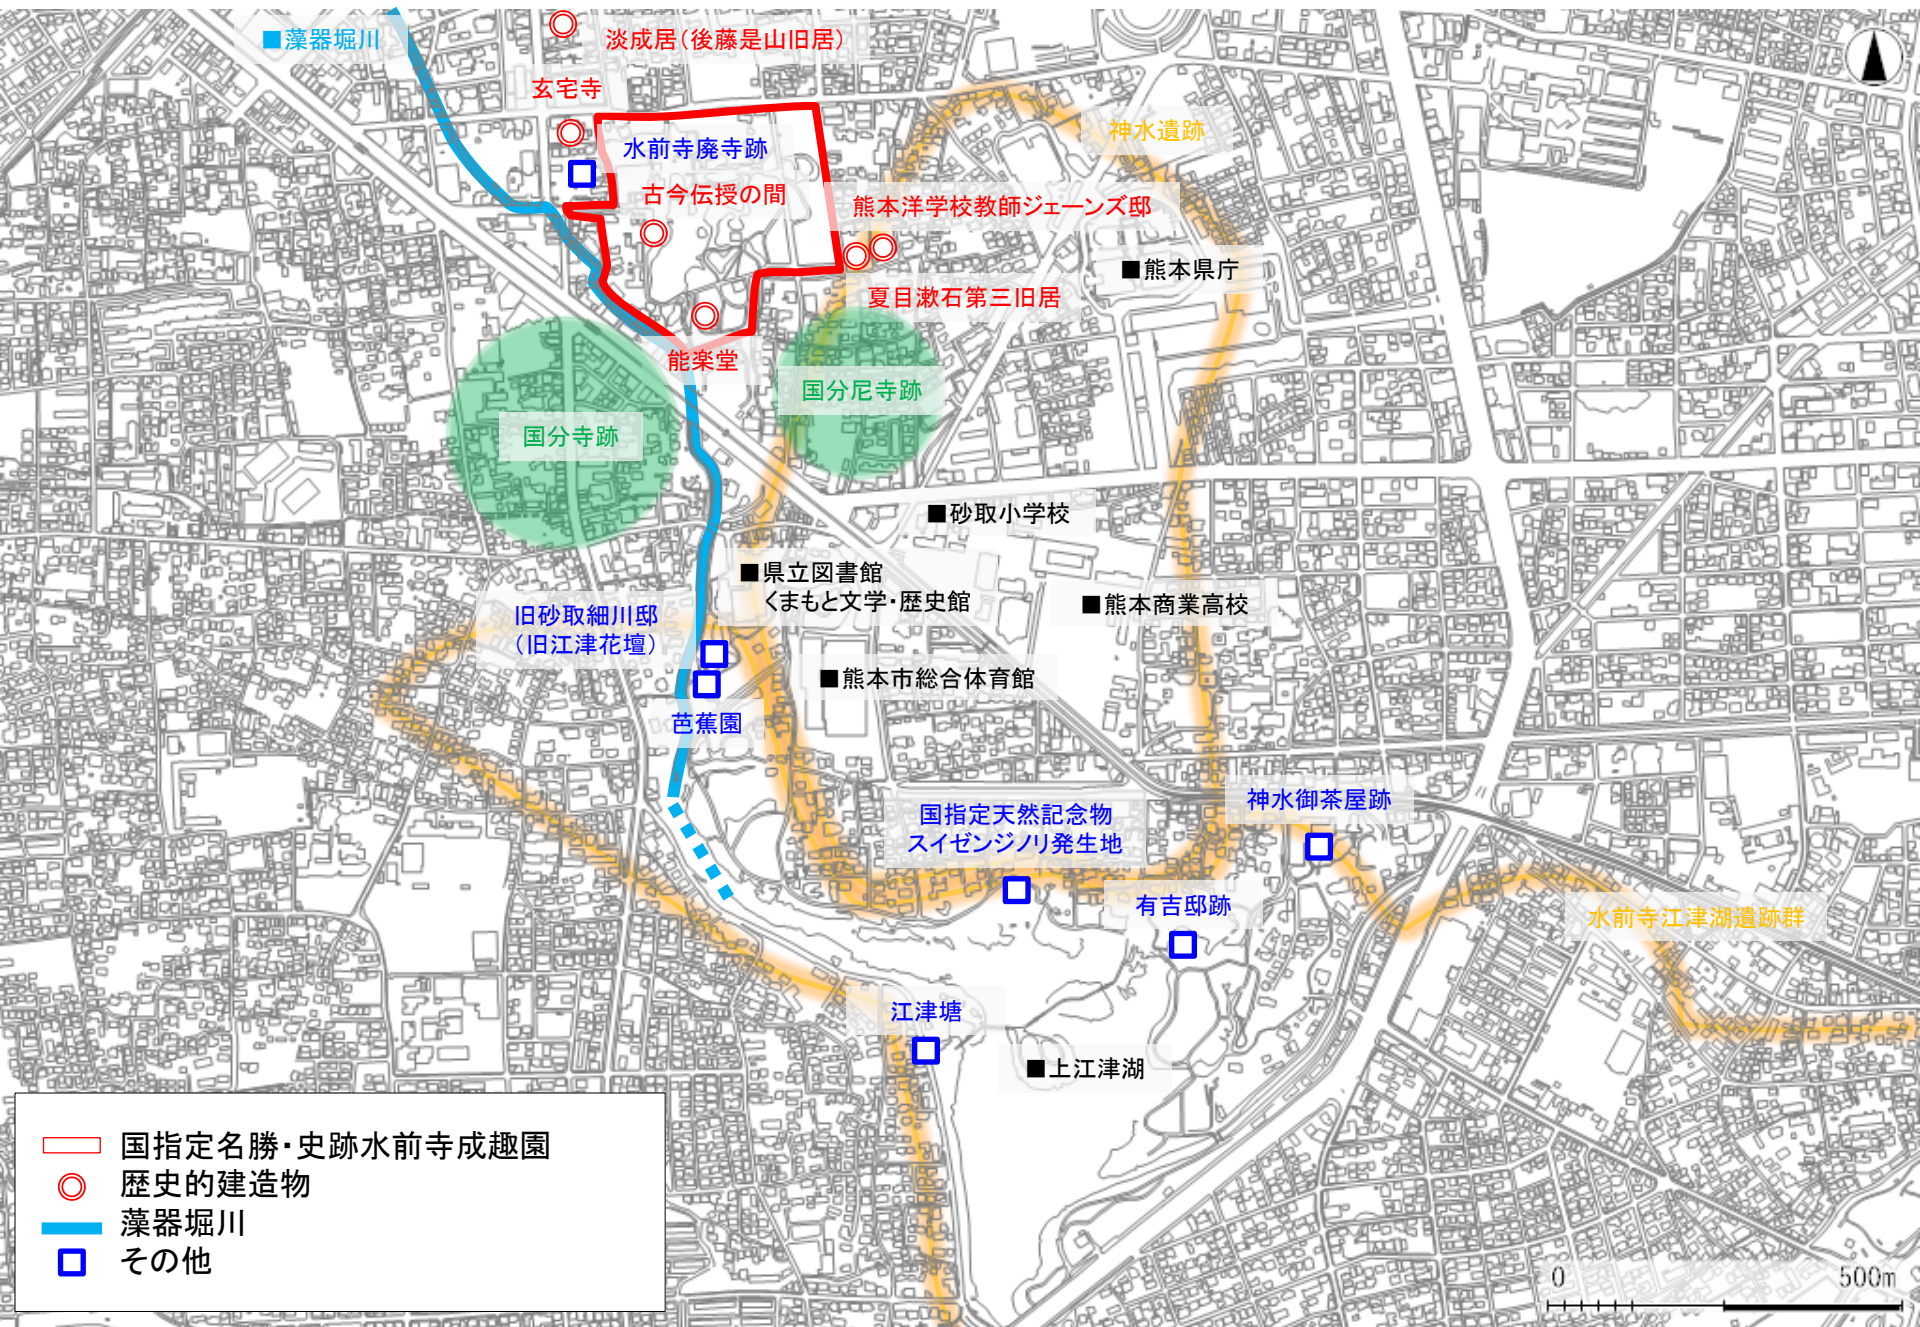 ■藻器堀川
淡成居(後藤是山旧居)
玄宅寺
神水遺跡
水前寺廃寺跡
古今伝授の間
熊本洋学校教師ジェーンズ邸
■熊本県庁
夏目漱石第三旧居
能楽堂
国分尼寺跡
国分寺跡
■砂取小学校
■県立図書館
くまもと文学・歴史館
■熊本商業高校
旧砂取細川邸
(旧江津花壇)
■熊本市総合体育館
芭蕉園
神水御茶屋跡
国指定天然記念物
スイゼンジノリ発生地
有吉邸跡
水前寺江津湖遺跡群
江津塘
■上江津湖
国指定名勝・史跡水前寺成趣園
歴史的建造物
藻器堀川
その他
0 500m